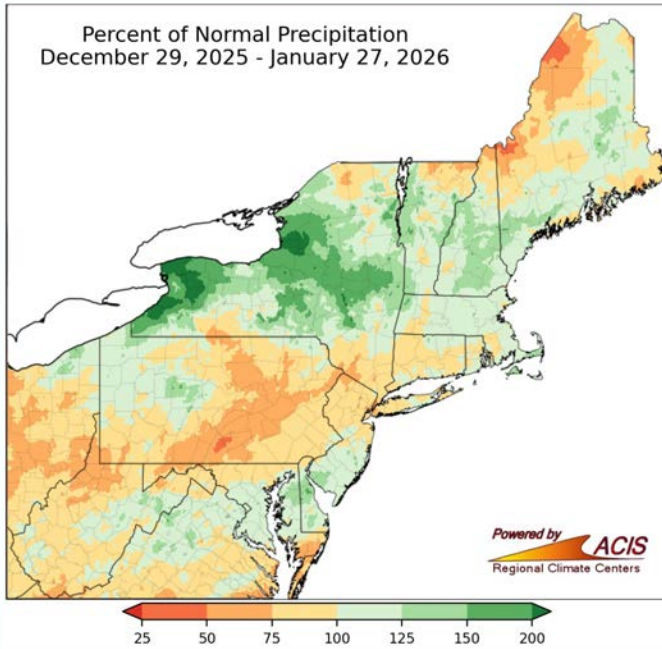 Percent of Normal Precipitation
December 29, 2025 - January 27, 2026
Powered by
ACIS
Regional Climate Centers
25 50 75 100 125 150 200